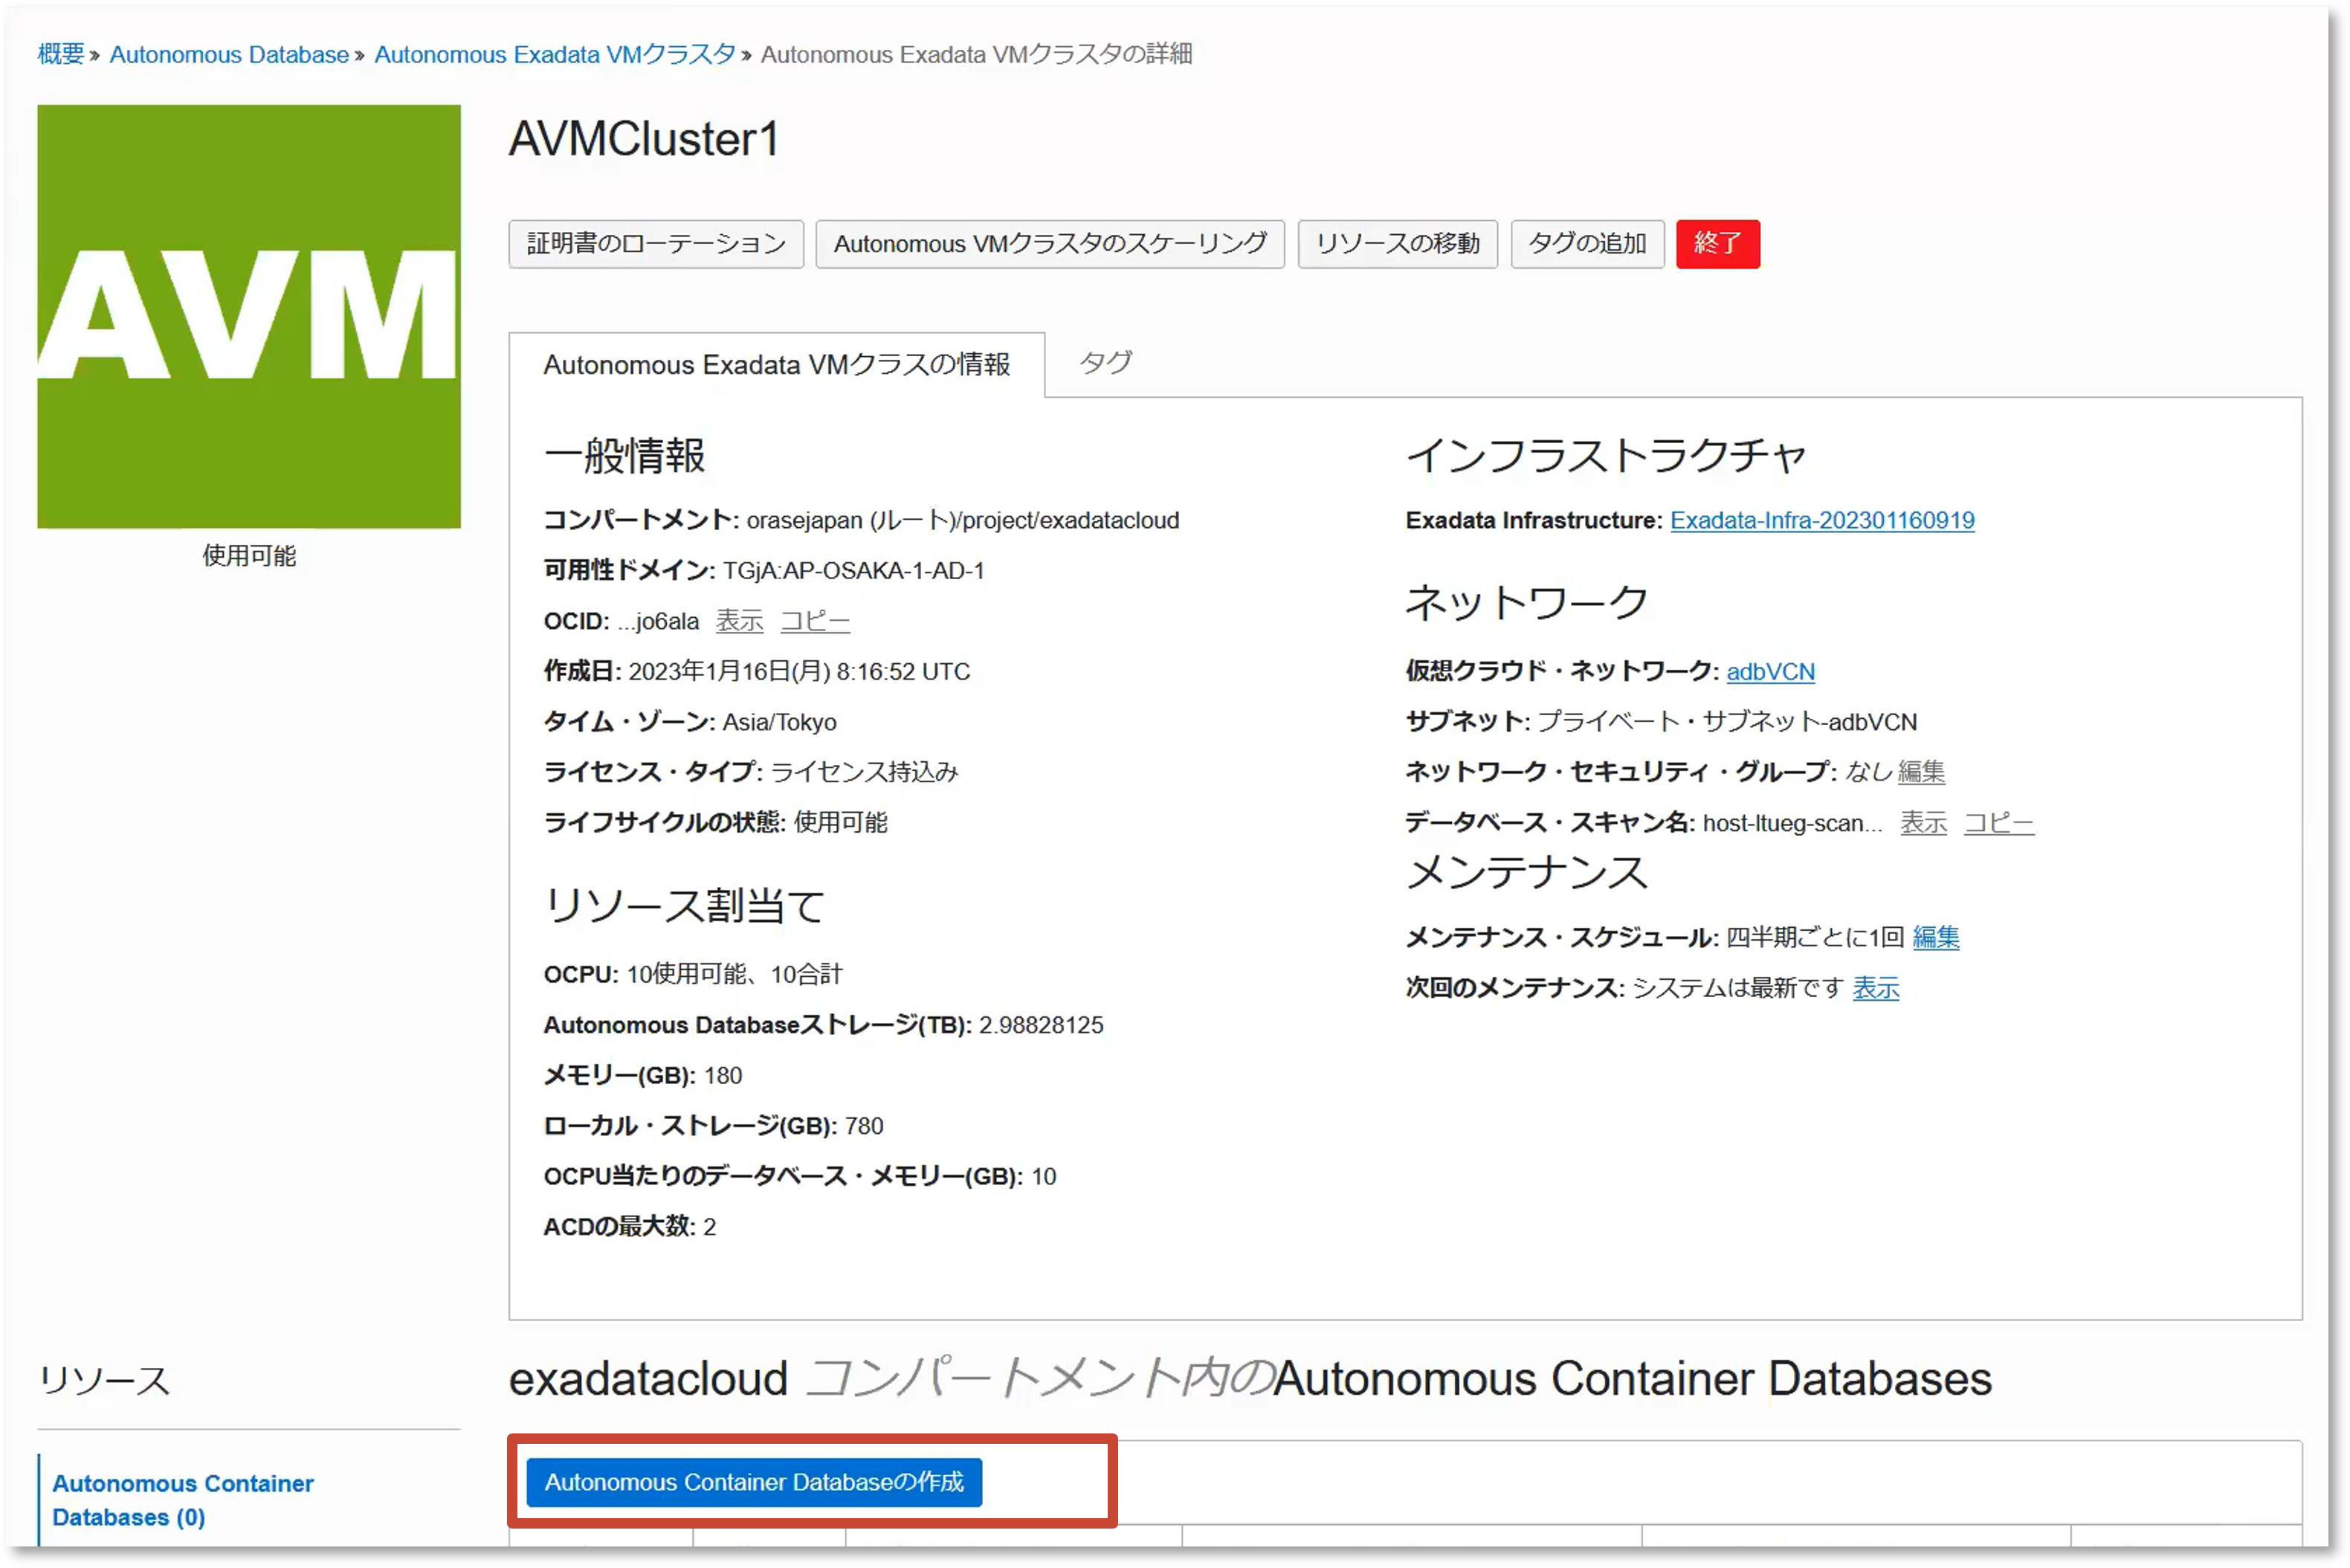 概要 » Autonomous Database » Autonomous Exadata VMクラスタ » Autonomous Exadata VMクラスタの詳細
AVM
使用可能
AVMCluster1
証明書のローテーション Autonomous VMクラスタのスケーリング リソースの移動 タグの追加 終了
Autonomous Exadata VMクラスの情報 タグ
一般情報
コンパートメント: orasejapan (ルート)/project/exadatacloud
可用性ドメイン: TGjA:AP-OSAKA-1-AD-1
OCID: ...jo6ala 表示 コピー
作成日: 2023年1月16日(月) 8:16:52 UTC
タイム・ゾーン: Asia/Tokyo
ライセンス・タイプ: ライセンス持込み
ライフサイクルの状態: 使用可能
リソース割当て
OCPU: 10使用可能、10合計
Autonomous Databaseストレージ(TB): 2.98828125
メモリー(GB): 180
ローカル・ストレージ(GB): 780
OCPU当たりのデータベース・メモリー(GB): 10
ACDの最大数: 2
インフラストラクチャ
Exadata Infrastructure: Exadata-Infra-202301160919
ネットワーク
仮想クラウド・ネットワーク: adbVCN
サブネット: プライベート・サブネット-adbVCN
ネットワーク・セキュリティ・グループ: なし 編集
データベース・スキャン名: host-ltueg-scan... 表示 コピー
メンテナンス
メンテナンス・スケジュール: 四半期ごとに1回 編集
次回のメンテナンス: システムは最新です 表示
リソース
Autonomous Container
Databases (0)
exadatacloud コンパートメント内のAutonomous Container Databases
Autonomous Container Databaseの作成